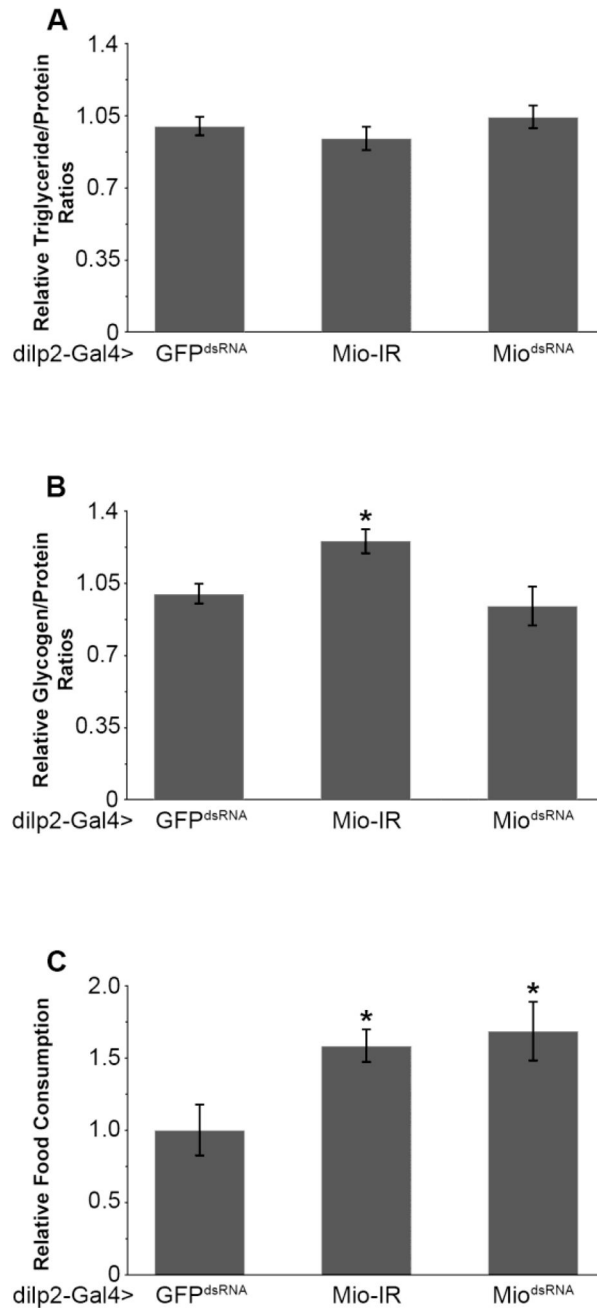 A
Relative Triglyceride/Protein
Ratios
1.4
1.05
0.7
0.35
0
dilp2-Gal4> GFPdsRNA Mio-IR MiodsRNA
B
Relative Glycogen/Protein
Ratios
1.4
1.05
0.7
0.35
0
*
dilp2-Gal4> GFPdsRNA Mio-IR MiodsRNA
C
Relative Food Consumption
2.0
1.5
1.0
0.5
0
* *
dilp2-Gal4> GFPdsRNA Mio-IR MiodsRNA